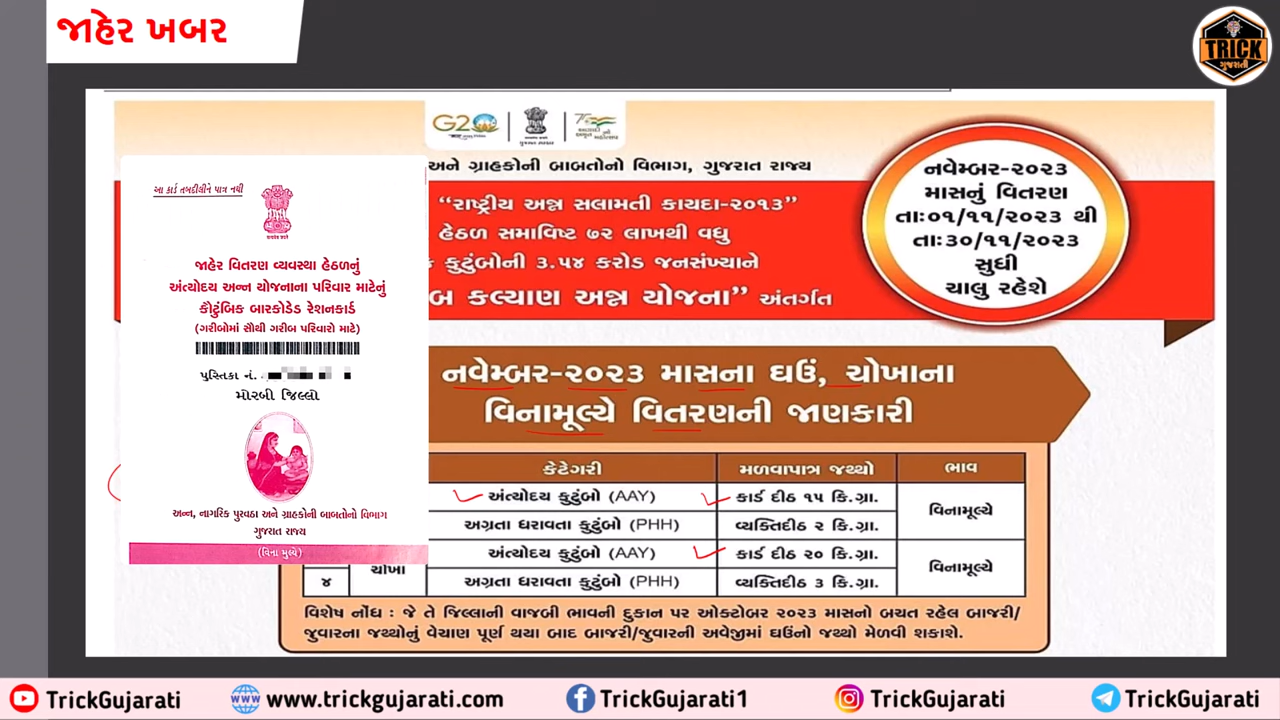 જાહેર ખબર
TRICK
ગુજરાતી
G20
અને ગ્રાહકોની બાબતોનો વિભાગ, ગુજરાત રાજ્ય
“રાષ્ટ્રીય અન્ન સલામતી કાયદા-૨૦૧૩”
હેઠળ સમાવિષ્ટ ૭૨ લાખથી વધુ
કુટુંબોની ૩.૫૪ કરોડ જનસંખ્યાને
કલ્યાણ અન્ન યોજના” અંતર્ગત
નવેમ્બર-૨૦૨૩
માસનું વિતરણ
તા:૦૧/૧૧/૨૦૨૩ થી
તા:૩૦/૧૧/૨૦૨૩
સુધી
ચાલુ રહેશે
આ કાર્ડ તબદીલીને પાત્ર નથી
જાહેર વિતરણ વ્યવસ્થા હેઠળનું
અંત્યોદય અન્ન યોજનાના પરિવાર માટેનું
કૌટુંબિક બારકોડેડ રેશનકાર્ડ
(ગરીબોમાં સૌથી ગરીબ પરિવારો માટે)
પુસ્તિકા નં.
મોરબી જિલ્લો
અન્ન, નાગરિક પુરવઠા અને ગ્રાહકોની બાબતોનો વિભાગ
ગુજરાત રાજ્ય
(વિના મુલ્યે)
નવેમ્બર-૨૦૨૩ માસના ઘઉં, ચોખાના
વિનામૂલ્યે વિતરણની જાણકારી
કેટેગરી મળવાપાત્ર જથ્થો ભાવ
અંત્યોદય કુટુંબો (AAY) કાર્ડ દીઠ ૧૫ કિ.ગ્રા. વિનામૂલ્યે
અગ્રતા ધરાવતા કુટુંબો (PHH) વ્યક્તિદીઠ ૨ કિ.ગ્રા.
ચોખા અંત્યોદય કુટુંબો (AAY) કાર્ડ દીઠ ૨૦ કિ.ગ્રા. વિનામૂલ્યે
૪ અગ્રતા ધરાવતા કુટુંબો (PHH) વ્યક્તિદીઠ ૩ કિ.ગ્રા.
વિશેષ નોંધ : જે તે જિલ્લાની વાજબી ભાવની દુકાન પર ઓક્ટોબર ૨૦૨૩ માસનો બચત રહેલ બાજરી/
જુવારના જથ્થોનું વેચાણ પૂર્ણ થયા બાદ બાજરી/જુવારની અવેજીમાં ઘઉંનો જથ્થો મેળવી શકાશે.
TrickGujarati
www.trickgujarati.com
TrickGujarati1
TrickGujarati
TrickGujarati